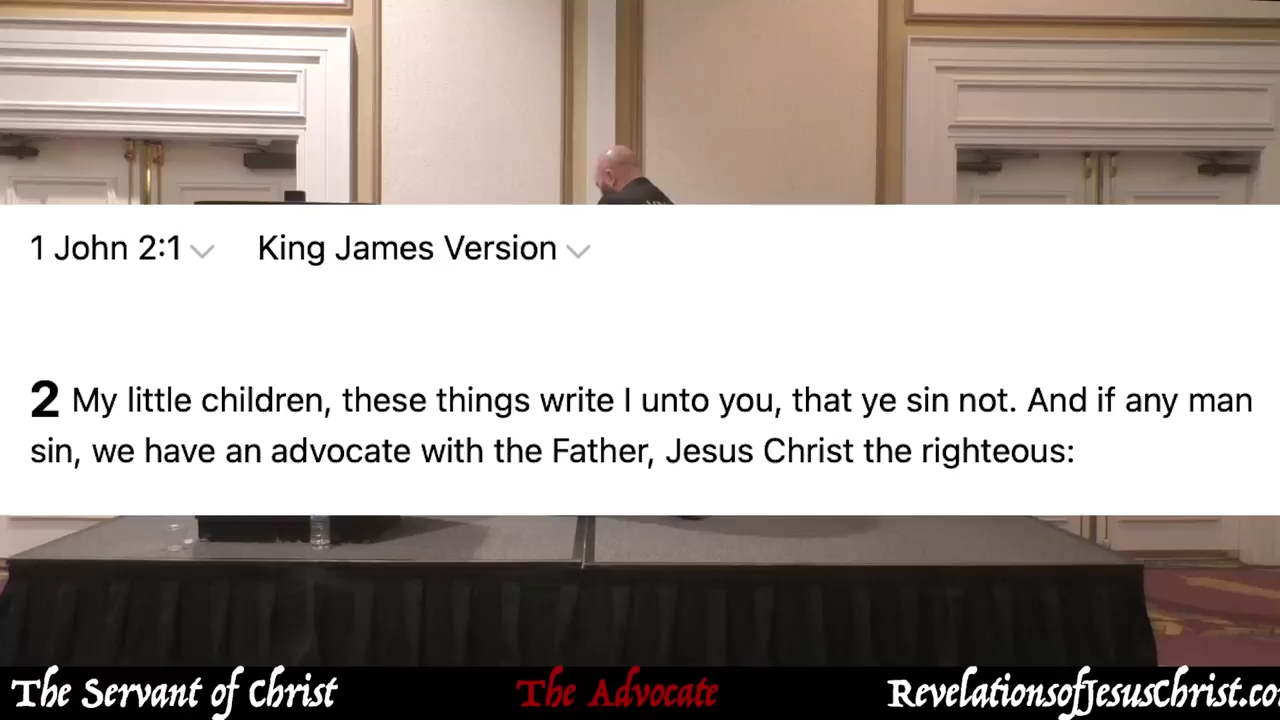 1 John 2:1 King James Version
2 My little children, these things write I unto you, that ye sin not. And if any man
sin, we have an advocate with the Father, Jesus Christ the righteous:
The Servant of Christ The Advocate RevelationsofJesusChrist.co